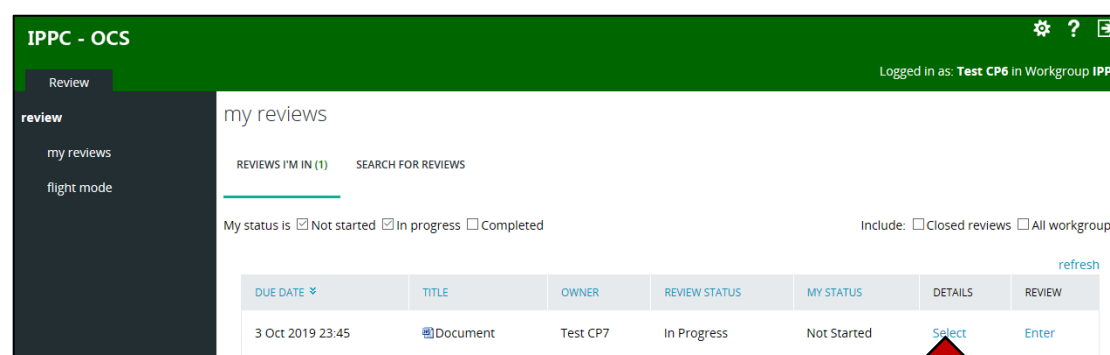 IPPC - OCS
?
Logged in as: Test CP6 in Workgroup IPP
Review
review
my reviews
flight mode
my reviews
REVIEWS I'M IN (1) SEARCH FOR REVIEWS
My status is Not started In progress Completed
Include: Closed reviews All workgroup
refresh
DUE DATE TITLE OWNER REVIEW STATUS MY STATUS DETAILS REVIEW
3 Oct 2019 23:45 Document Test CP7 In Progress Not Started Select Enter